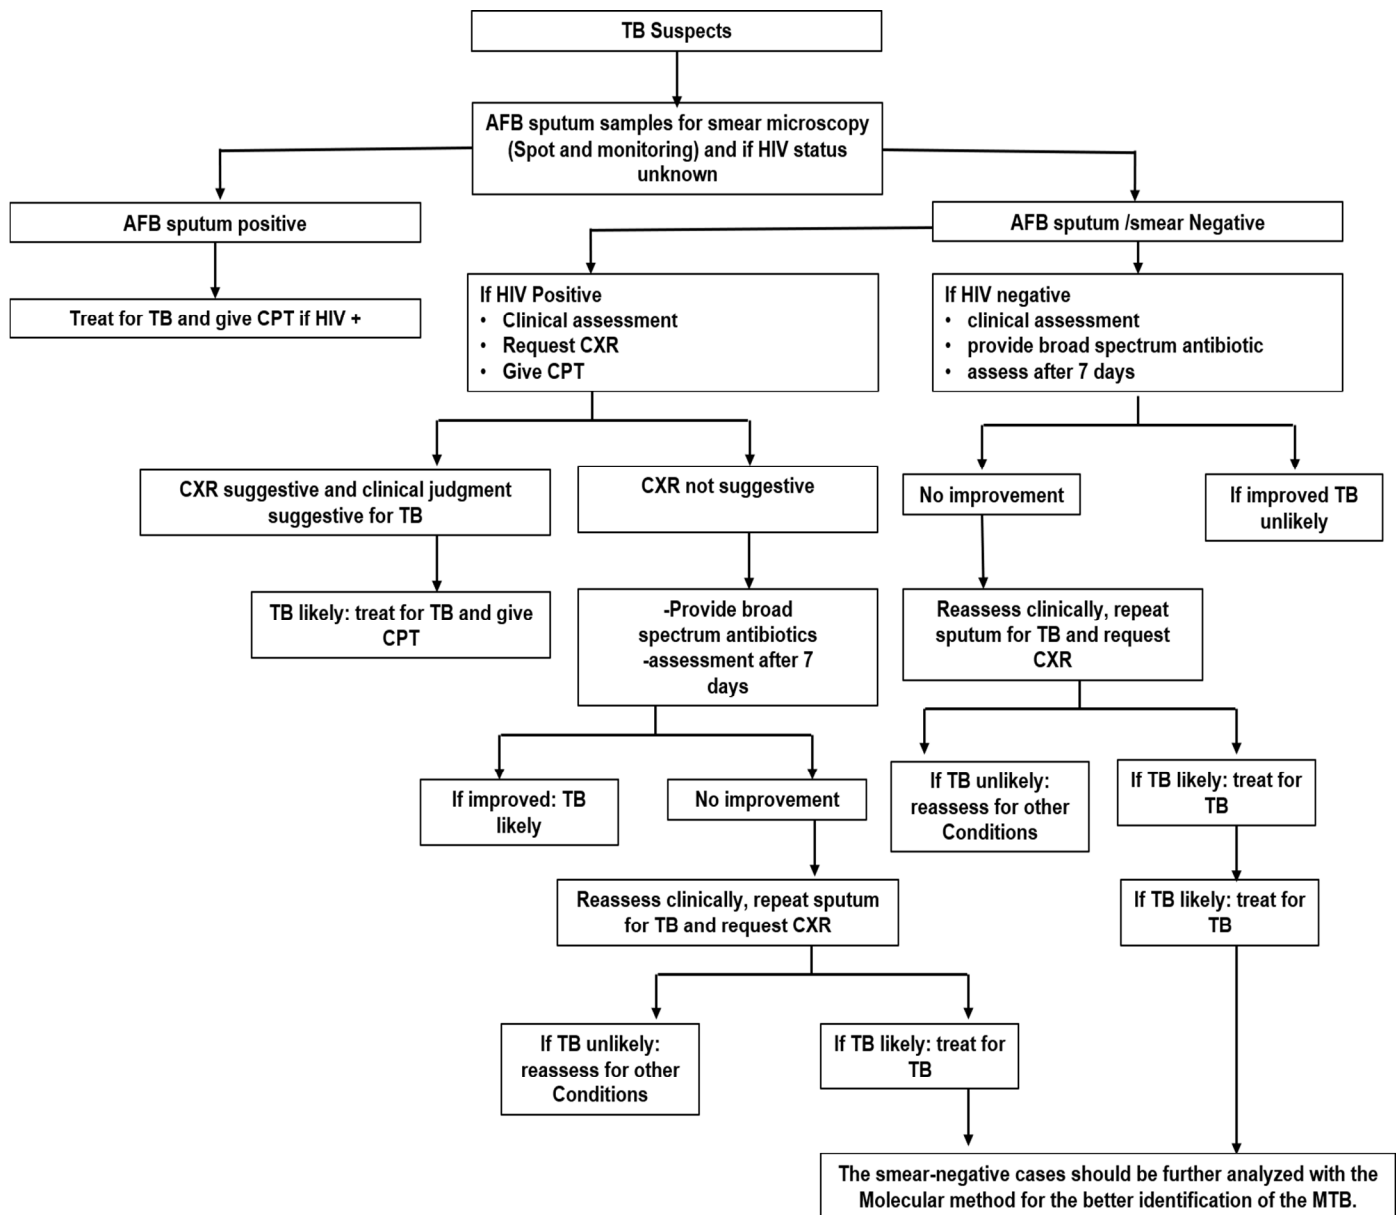 TB Suspects
AFB sputum samples for smear microscopy
(Spot and monitoring) and if HIV status
unknown
AFB sputum positive
AFB sputum /smear Negative
Treat for TB and give CPT if HIV +
If HIV Positive
• Clinical assessment
• Request CXR
• Give CPT
If HIV negative
• clinical assessment
• provide broad spectrum antibiotic
• assess after 7 days
CXR suggestive and clinical judgment
suggestive for TB
CXR not suggestive
No improvement
If improved TB
unlikely
TB likely: treat for TB and give
CPT
-Provide broad
spectrum antibiotics
-assessment after 7
days
Reassess clinically, repeat
sputum for TB and request
CXR
If improved: TB
likely
No improvement
If TB unlikely:
reassess for other
Conditions
If TB likely: treat for
TB
Reassess clinically, repeat sputum
for TB and request CXR
If TB likely: treat for
TB
If TB unlikely:
reassess for other
Conditions
If TB likely: treat for
TB
The smear-negative cases should be further analyzed with the
Molecular method for the better identification of the MTB.